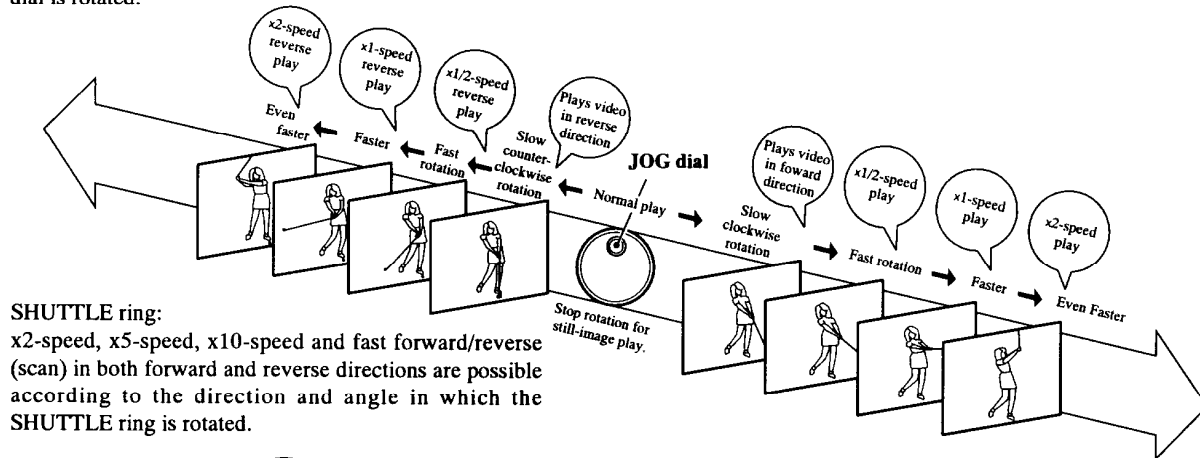 dial is rotated.
x2-speed
reverse
play
x1-speed
reverse
play
x1/2-speed
reverse
play
Plays video
in reverse
direction
Even
faster
Faster
Fast
rotation
Slow
counter-
clockwise
rotation
JOG dial
Normal play
Slow
clockwise
rotation
Plays video
in foward
direction
x1/2-speed
play
x1-speed
play
x2-speed
play
Fast rotation
Faster
Even Faster
Stop rotation for
still-image play.
SHUTTLE ring:
x2-speed, x5-speed, x10-speed and fast forward/reverse
(scan) in both forward and reverse directions are possible
according to the direction and angle in which the
SHUTTLE ring is rotated.